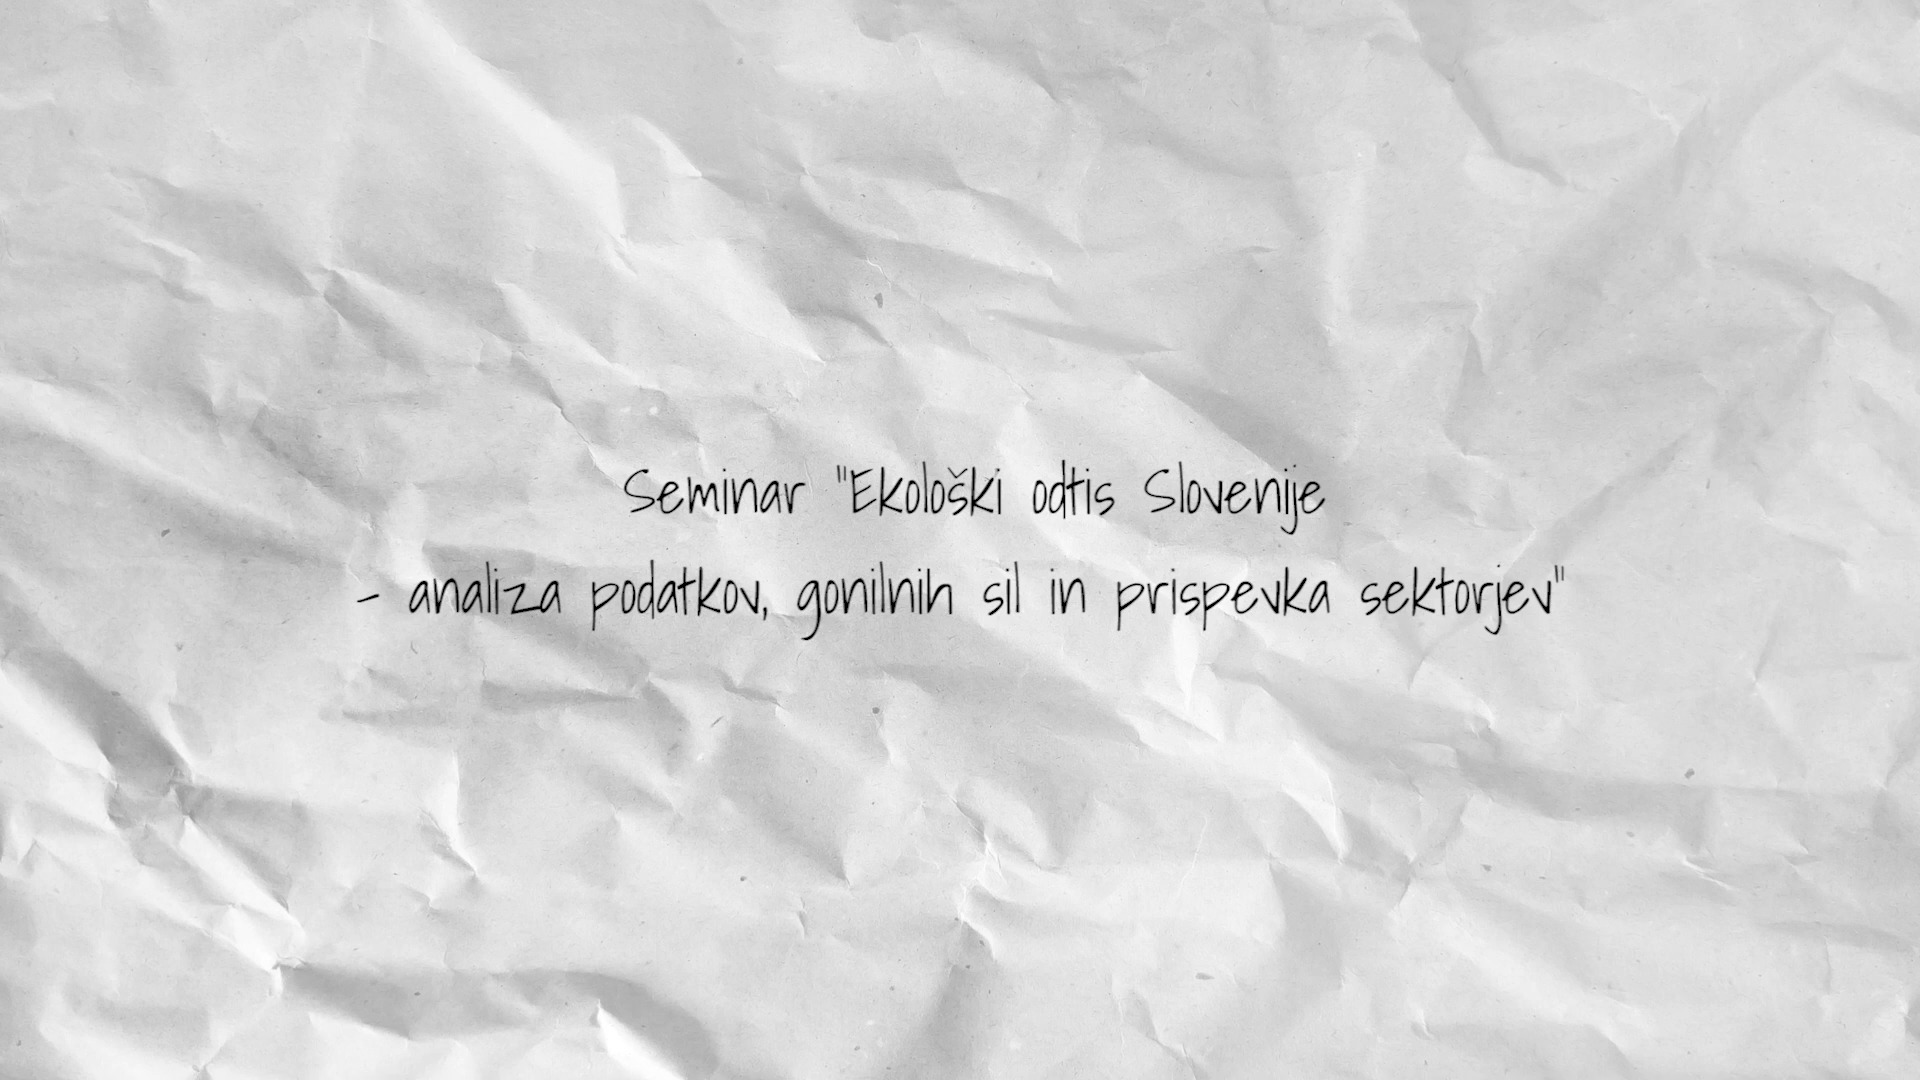 Seminar "Ekološki odtis Slovenije
- analiza podatkov, gonilnih sil in prispevka sektorjev"